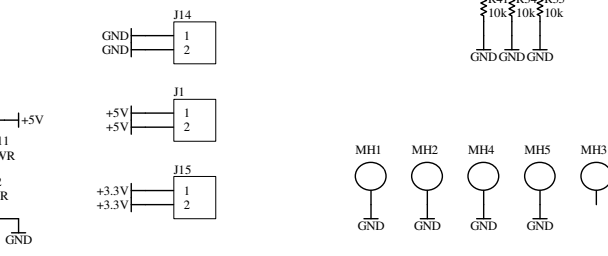 10k 10k 10k
GND GND GND
J14
GND 1
GND 2
J1
+5V 1
+5V 2
+5V
J15
+3.3V 1
+3.3V 2
GND
MH1 MH2 MH4 MH5 MH3
GND GND GND GND